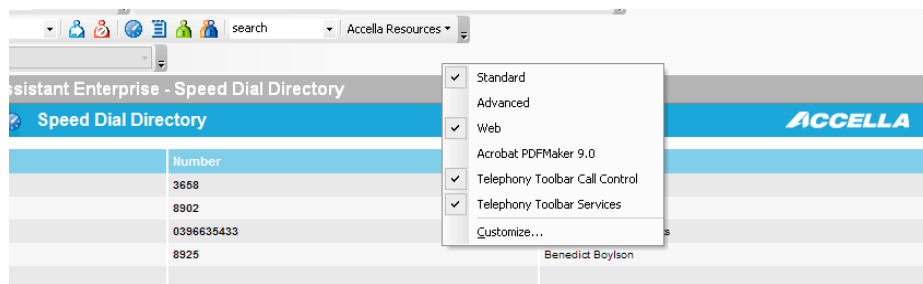 search Accella Resources
ssistant Enterprise - Speed Dial Directory
Speed Dial Directory ACCELLA
Number
3658
8902
0396635433 s
8925 Benedict Boylson
Standard
Advanced
Web
Acrobat PDFMaker 9.0
Telephony Toolbar Call Control
Telephony Toolbar Services
Customize...